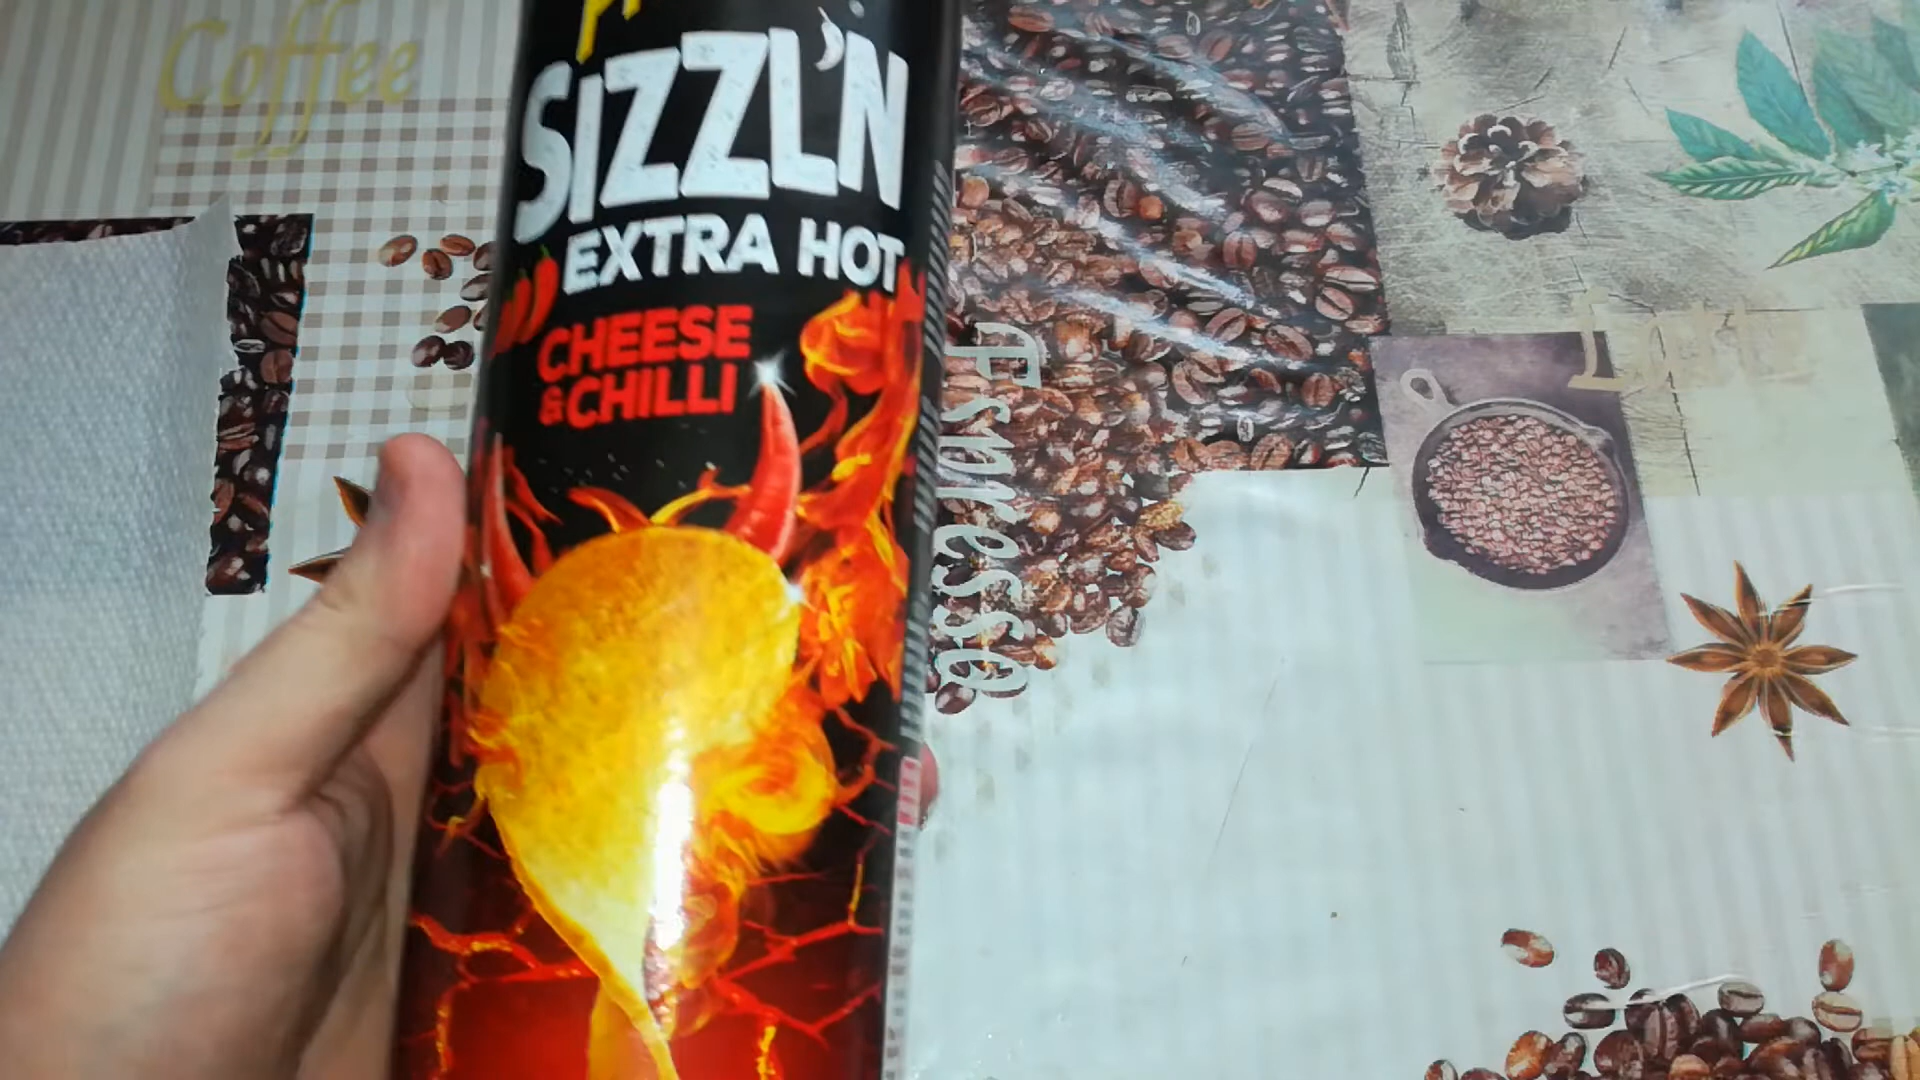 Coffee
SIZZL'N
EXTRA HOT
CHEESE
&CHILLI
Espresso